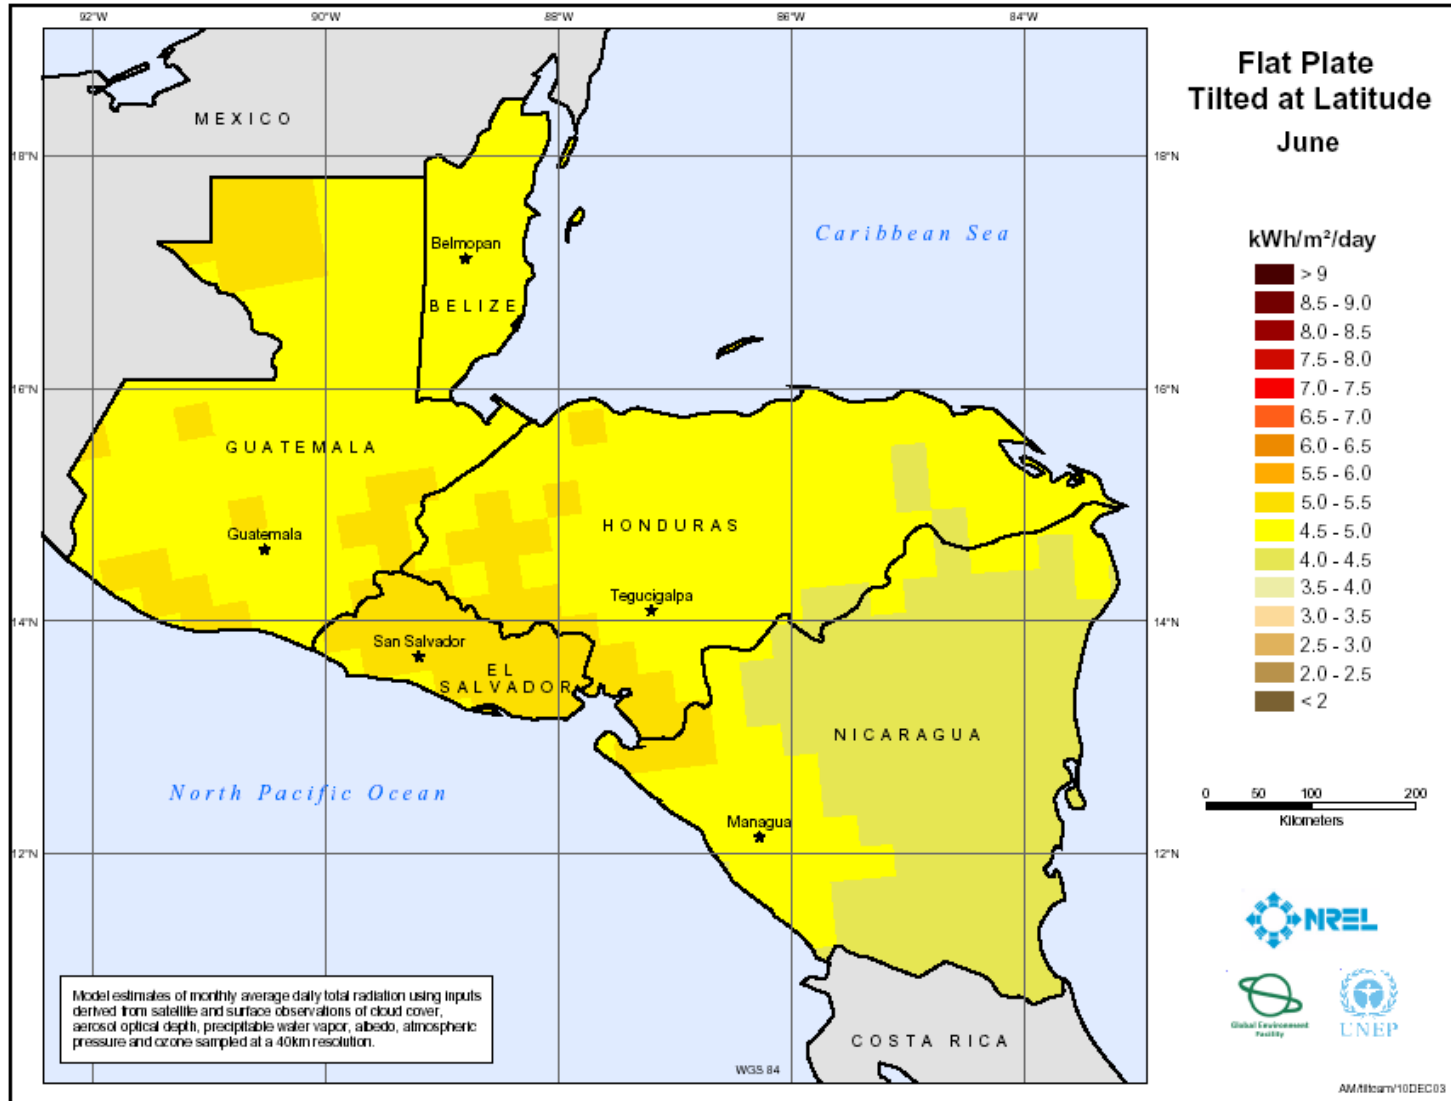 92°W 90°W 88°W 86°W 84°W
Flat Plate
Tilted at Latitude
June
MEXICO
18°N 18°N
Caribbean Sea
Belmopan
BELIZE
kWh/m²/day
> 9
8.5 - 9.0
8.0 - 8.5
7.5 - 8.0
7.0 - 7.5
6.5 - 7.0
6.0 - 6.5
5.5 - 6.0
5.0 - 5.5
4.5 - 5.0
4.0 - 4.5
3.5 - 4.0
3.0 - 3.5
2.5 - 3.0
2.0 - 2.5
< 2
16°N 16°N
GUATEMALA
Guatemala
HONDURAS
Tegucigalpa
14°N 14°N
San Salvador
EL
SALVADOR
NICARAGUA
North Pacific Ocean
Managua
0 50 100 200
Kilometers
12°N 12°N
NREL
Global Environment
Facility
UNEP
Model estimates of monthly average daily total radiation using inputs
derived from satellite and surface observations of cloud cover,
aerosol optical depth, precipitable water vapor, albedo, atmospheric
pressure and ozone sampled at a 40km resolution.
COSTA RICA
WGS 84
AM/tiltcam/10DEC03